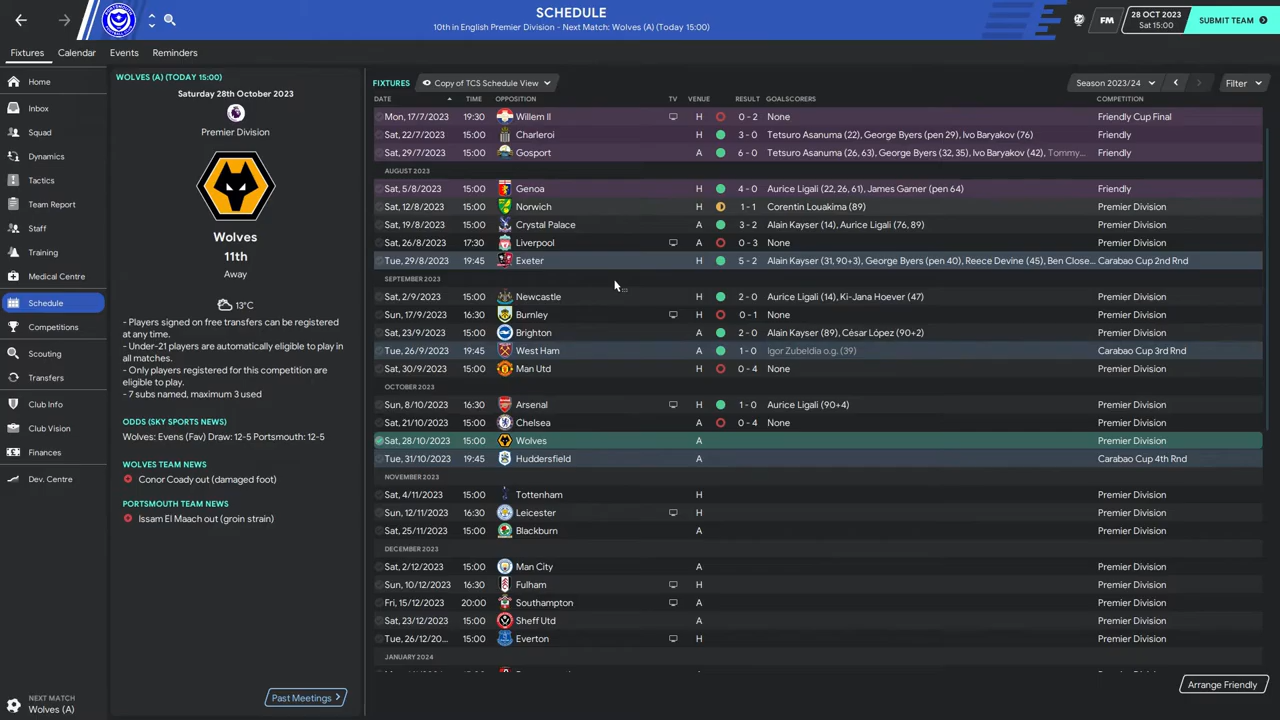 SCHEDULE
10th in English Premier Division - Next Match: Wolves (A) (Today 15:00)
FM
28 OCT 2023
Sat 15:00
SUBMIT TEAM
Fixtures
Calendar
Events
Reminders
Home
Inbox
Squad
Dynamics
Tactics
Team Report
Staff
Training
Medical Centre
Schedule
Competitions
Scouting
Transfers
Club Info
Club Vision
Finances
Dev. Centre
NEXT MATCH
Wolves (A)
WOLVES (A) (TODAY 15:00)
Saturday 28th October 2023
Premier Division
Wolves
11th
Away
13°C
- Players signed on free transfers can be registered
at any time.
- Under-21 players are automatically eligible to play in
all matches.
- Only players registered for this competition are
eligible to play.
- 7 subs named, maximum 3 used
ODDS (SKY SPORTS NEWS)
Wolves: Evens (Fav) Draw: 12-5 Portsmouth: 12-5
WOLVES TEAM NEWS
Conor Coady out (damaged foot)
PORTSMOUTH TEAM NEWS
Issam El Maach out (groin strain)
Past Meetings
FIXTURES
Copy of TCS Schedule View
Season 2023/24
Filter
DATE TIME OPPOSITION TV VENUE RESULT GOALSCORERS COMPETITION
Mon, 17/7/2023 19:30 Willem II H 0 - 2 None Friendly Cup Final
Sat, 22/7/2023 15:00 Charleroi H 3 - 0 Tetsuro Asanuma (22), George Byers (pen 29), Ivo Baryakov (76) Friendly
Sat, 29/7/2023 15:00 Gosport A 6 - 0 Tetsuro Asanuma (26, 63), George Byers (32, 35), Ivo Baryakov (42), Tommy... Friendly
AUGUST 2023
Sat, 5/8/2023 15:00 Genoa H 4 - 0 Aurice Ligali (22, 26, 61), James Garner (pen 64) Friendly
Sat, 12/8/2023 15:00 Norwich H 1 - 1 Corentin Louakima (89) Premier Division
Sat, 19/8/2023 15:00 Crystal Palace A 3 - 2 Alain Kayser (14), Aurice Ligali (76, 89) Premier Division
Sat, 26/8/2023 17:30 Liverpool A 0 - 3 None Premier Division
Tue, 29/8/2023 19:45 Exeter H 5 - 2 Alain Kayser (31, 90+3), George Byers (pen 40), Reece Devine (45), Ben Close... Carabao Cup 2nd Rnd
SEPTEMBER 2023
Sat, 2/9/2023 15:00 Newcastle H 2 - 0 Aurice Ligali (14), Ki-Jana Hoever (47) Premier Division
Sun, 17/9/2023 16:30 Burnley H 0 - 1 None Premier Division
Sat, 23/9/2023 15:00 Brighton A 2 - 0 Alain Kayser (89), César López (90+2) Premier Division
Tue, 26/9/2023 19:45 West Ham A 1 - 0 Igor Zubeldia o.g. (39) Carabao Cup 3rd Rnd
Sat, 30/9/2023 15:00 Man Utd H 0 - 4 None Premier Division
OCTOBER 2023
Sun, 8/10/2023 16:30 Arsenal H 1 - 0 Aurice Ligali (90+4) Premier Division
Sat, 21/10/2023 15:00 Chelsea A 0 - 4 None Premier Division
Sat, 28/10/2023 15:00 Wolves A Premier Division
Tue, 31/10/2023 19:45 Huddersfield A Carabao Cup 4th Rnd
NOVEMBER 2023
Sat, 4/11/2023 15:00 Tottenham H Premier Division
Sun, 12/11/2023 16:30 Leicester H Premier Division
Sat, 25/11/2023 15:00 Blackburn A Premier Division
DECEMBER 2023
Sat, 2/12/2023 15:00 Man City A Premier Division
Sun, 10/12/2023 16:30 Fulham H Premier Division
Fri, 15/12/2023 20:00 Southampton A Premier Division
Sat, 23/12/2023 15:00 Sheff Utd A Premier Division
Tue, 26/12/20... 15:00 Everton H Premier Division
JANUARY 2024
Arrange Friendly